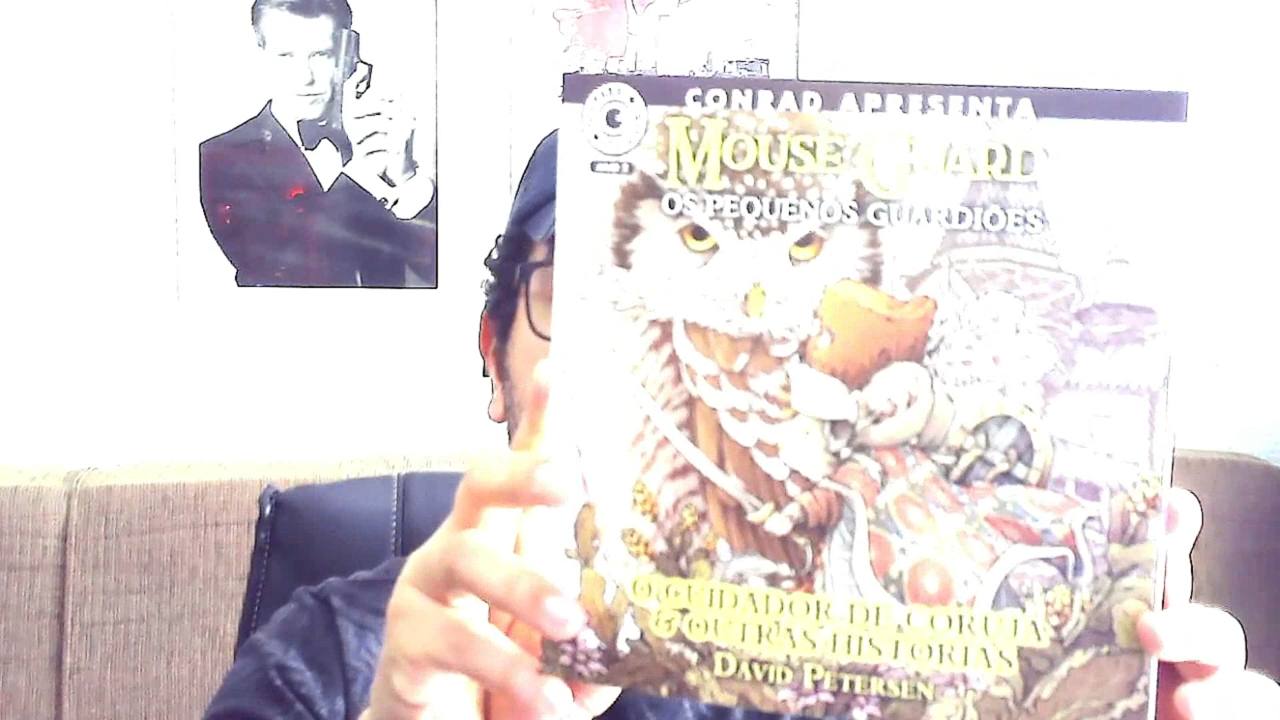 CONRAD APRESENTA
MOUSE GUARD
OS PEQUENOS GUARDIÕES
O CUIDADOR DE CORUJA
& OUTRAS HISTÓRIAS
DAVID PETERSEN